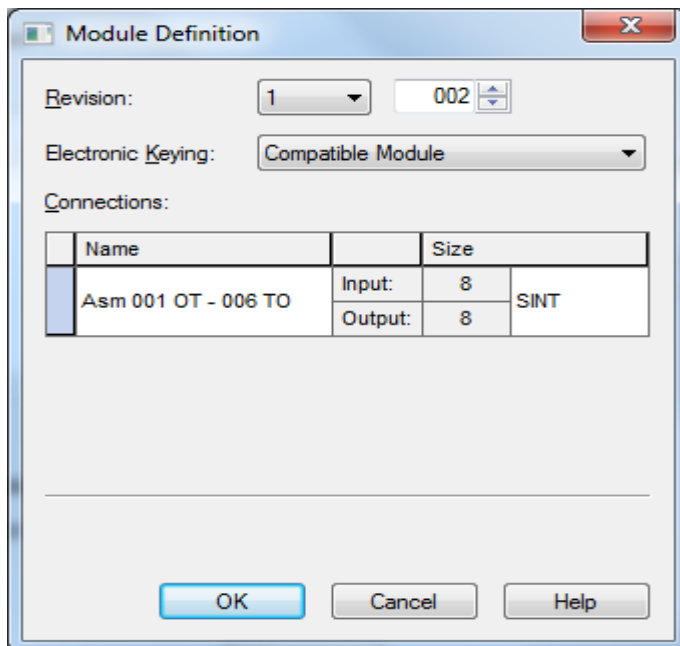 Module Definition
Revision: 1 002
Electronic Keying: Compatible Module
Connections:
Name Size
Asm 001 OT - 006 TO Input: 8 SINT
Output: 8
OK Cancel Help